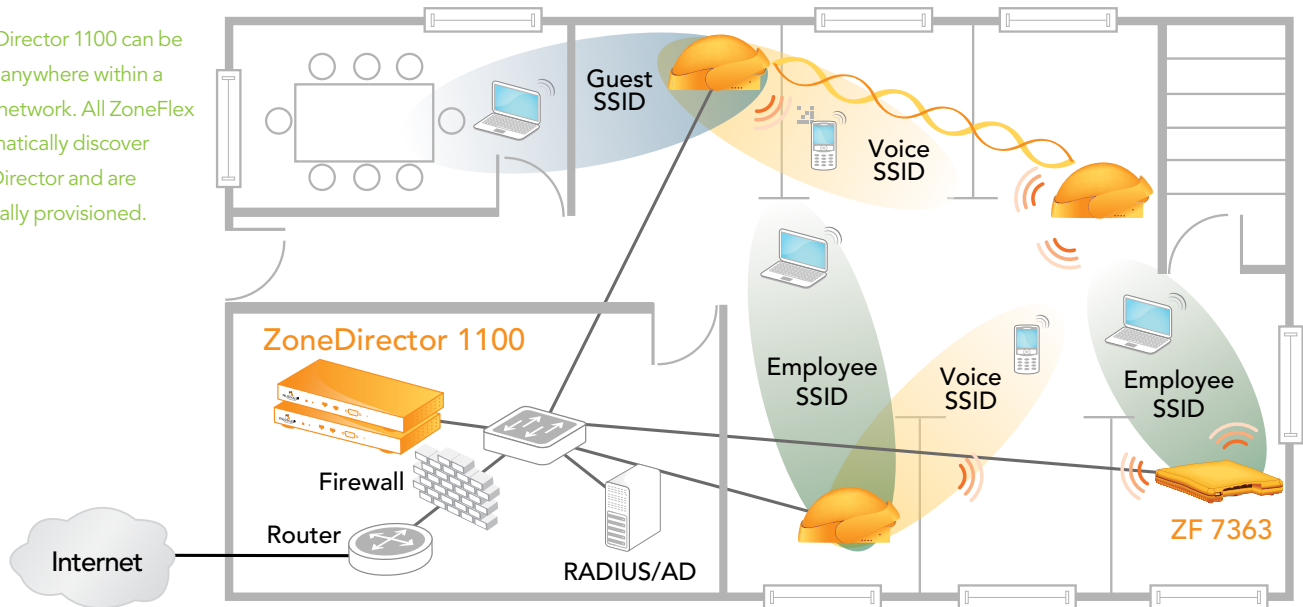 Director 1100 can be
anywhere within a
network. All ZoneFlex
matically discover
Director and are
ally provisioned.
Guest
SSID
Voice
SSID
ZoneDirector 1100
Employee
SSID
Voice
SSID
Employee
SSID
Firewall
Router
Internet
RADIUS/AD
ZF 7363